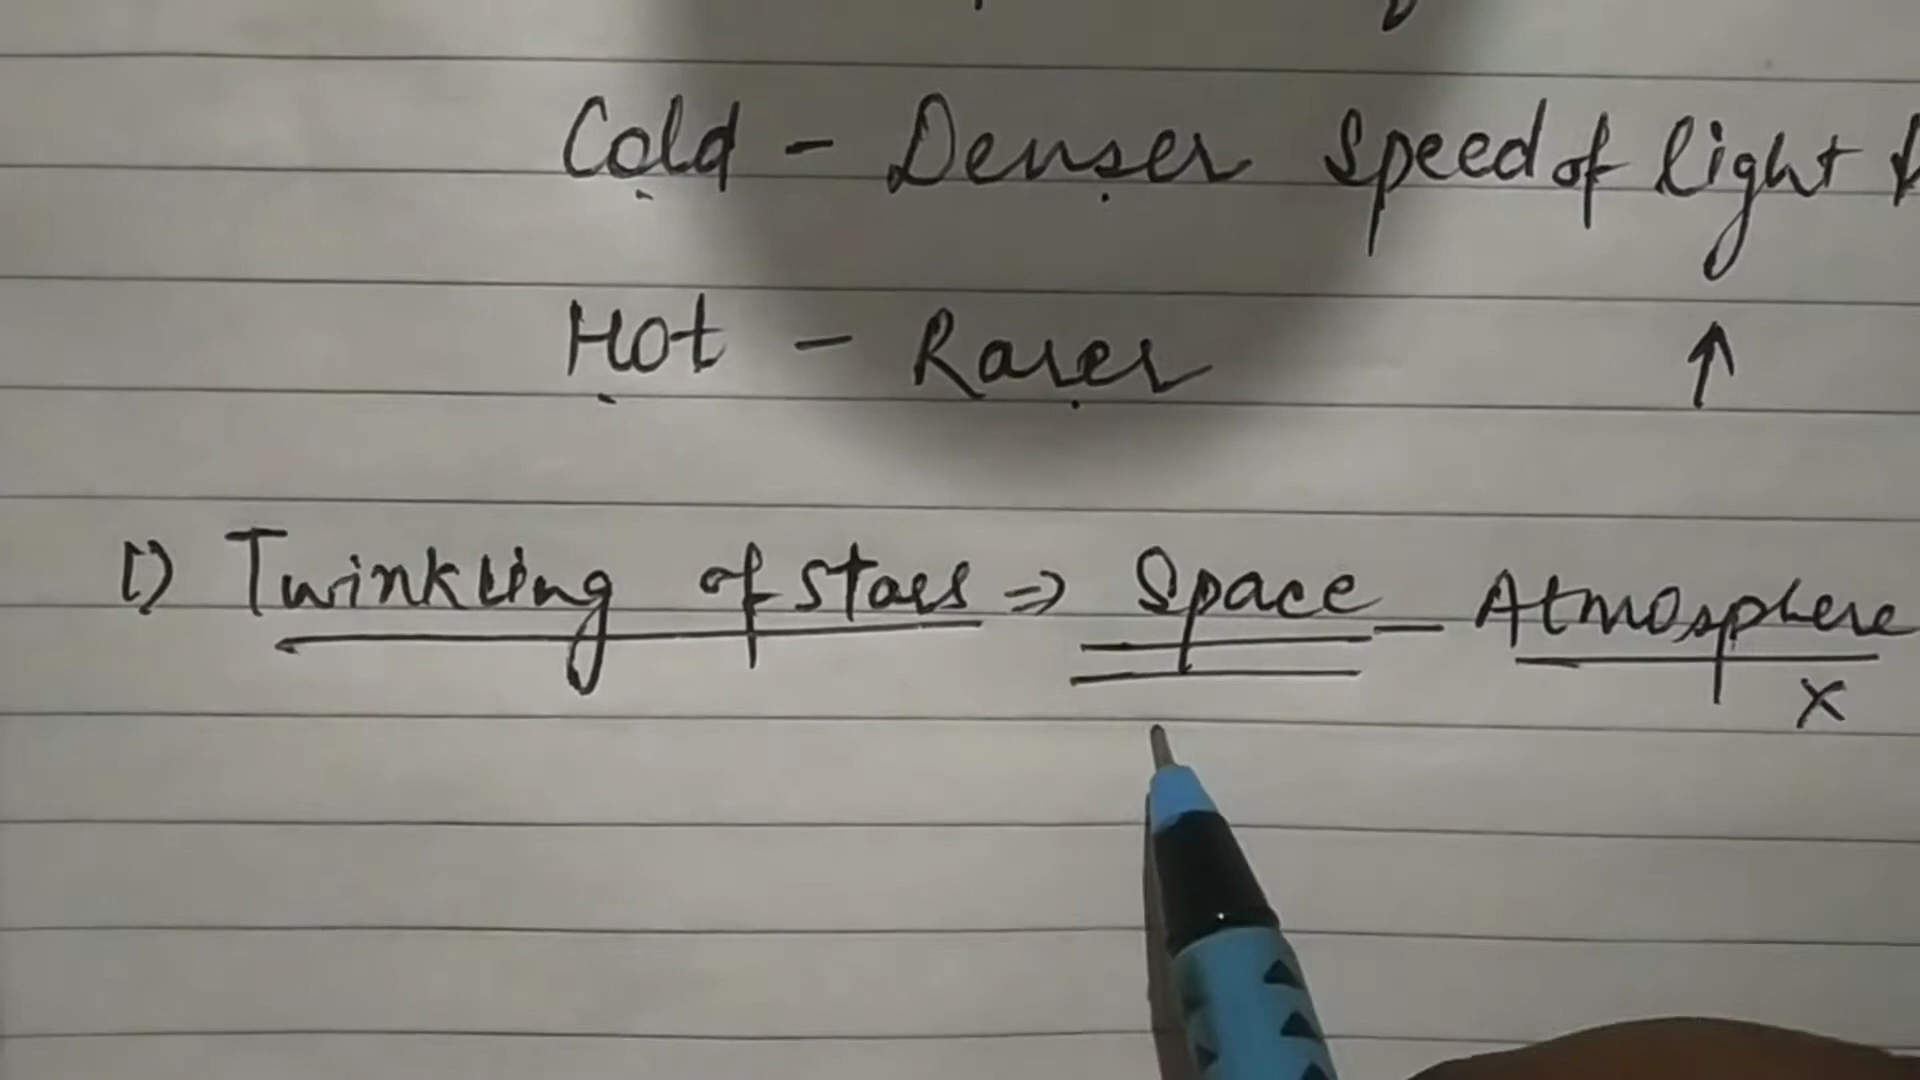 Cold - Denser Speed of light
Hot - Rarer ↑
1) Twinkling of stars ⇒ Space - Atmosphere
x